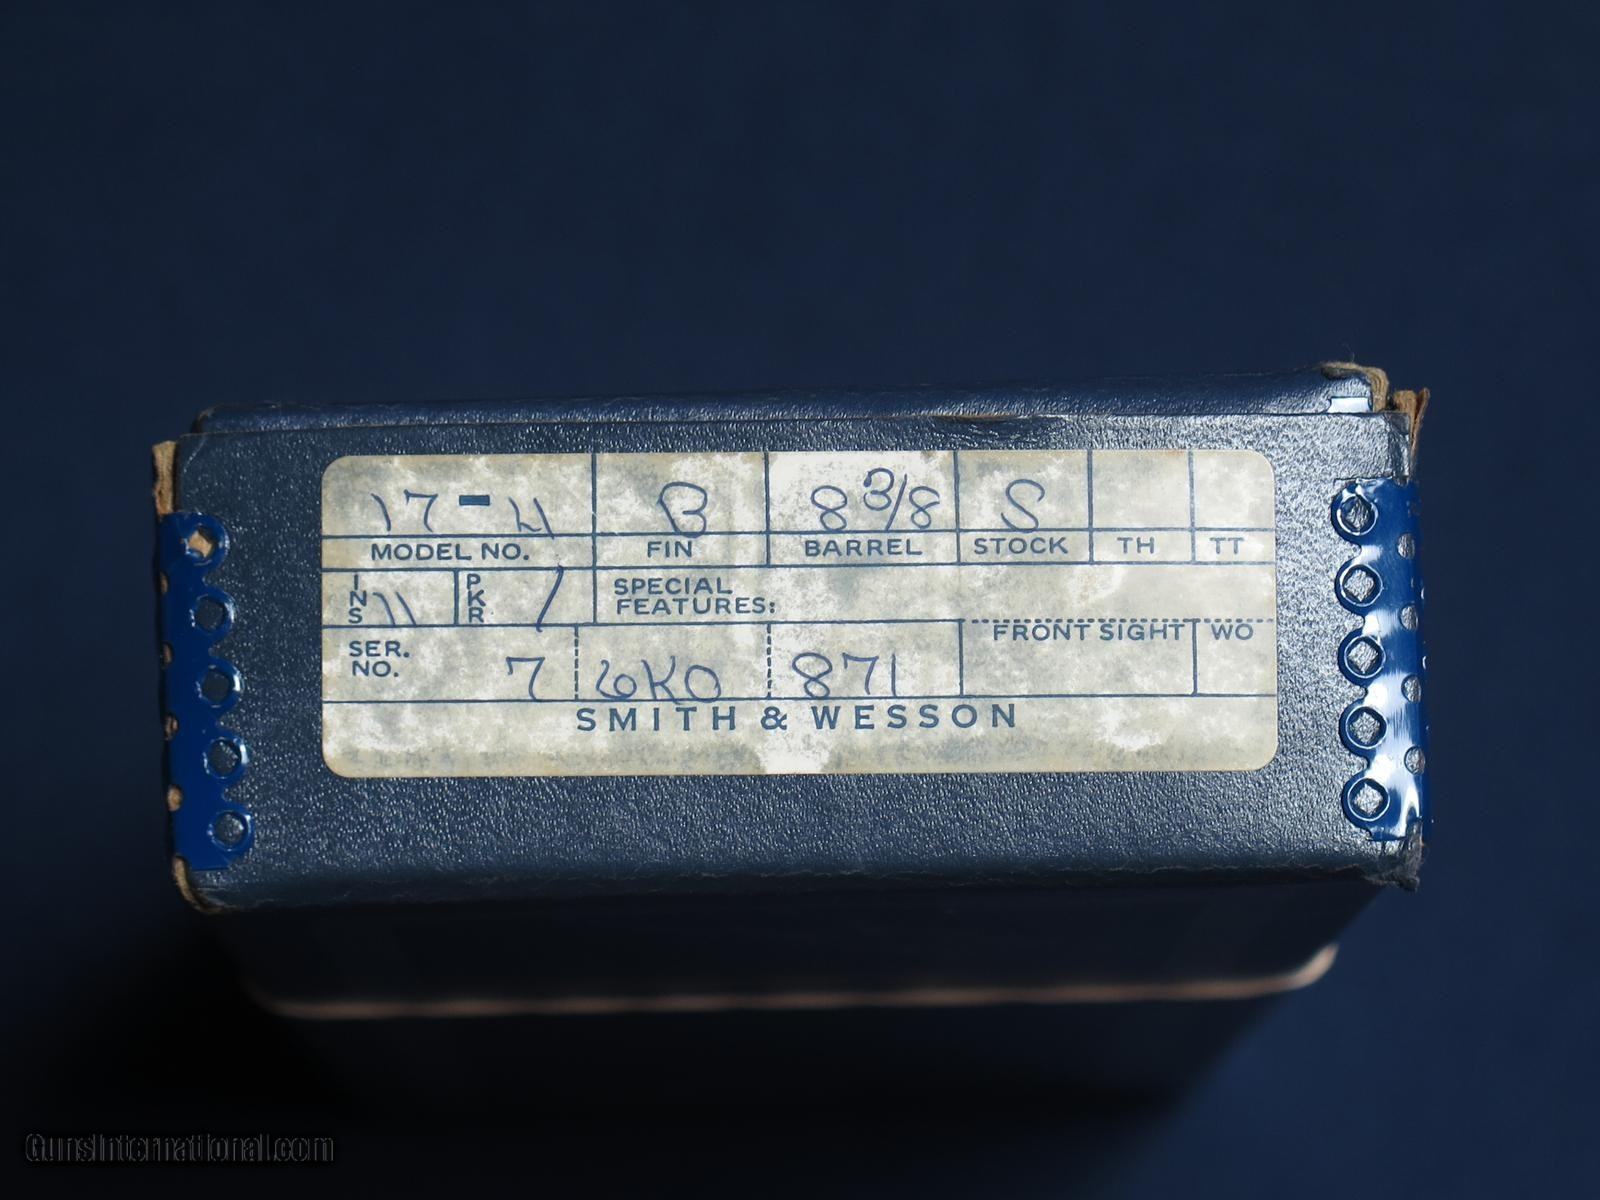 17-4 B 8 3/8 S
MODEL NO. FIN BARREL STOCK TH TT
INS 11 PKR 1 SPECIAL
FEATURES:
FRONT SIGHT WO
SER.
NO. 7 6K0 871
SMITH & WESSON
GunsInternational.com